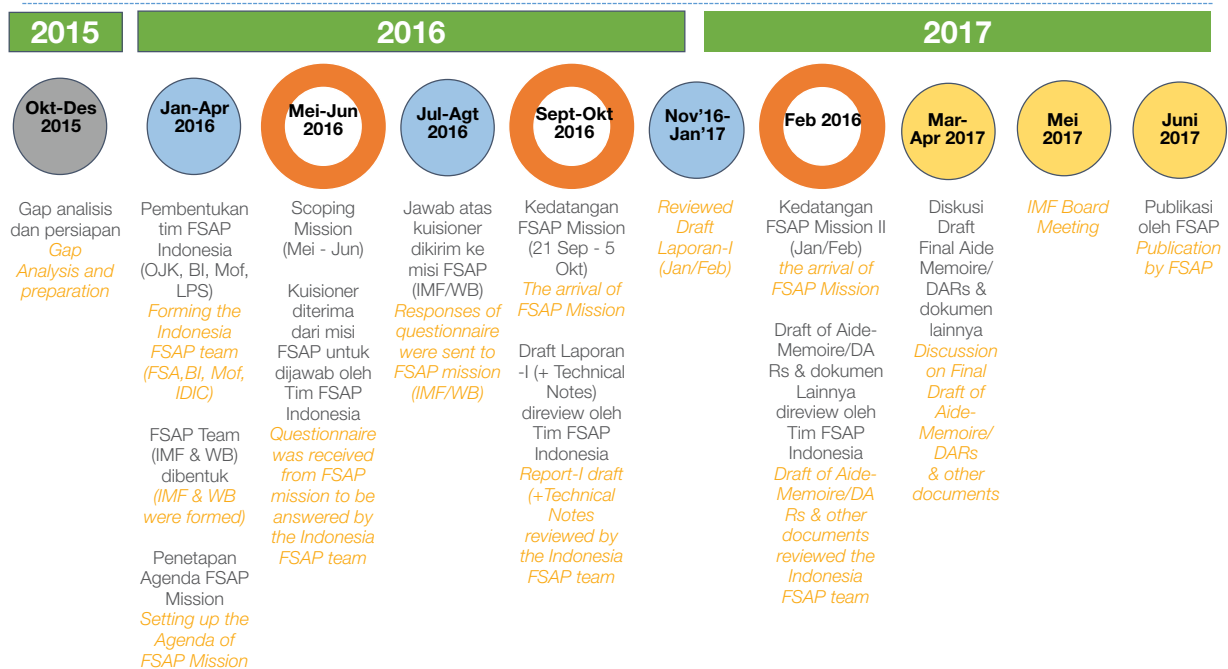 2015
2016
2017
Okt-Des
2015
Jan-Apr
2016
Mei-Jun
2016
Jul-Agt
2016
Sept-Okt
2016
Nov’16-
Jan’17
Feb 2016
Mar-
Apr 2017
Mei
2017
Juni
2017
Gap analisis
dan persiapan
Gap
Analysis and
preparation
Pembentukan
tim FSAP
Indonesia
(OJK, BI, Mof,
LPS)
Forming the
Indonesia
FSAP team
(FSA,BI, Mof,
IDIC)
FSAP Team
(IMF & WB)
dibentuk
(IMF & WB
were formed)
Penetapan
Agenda FSAP
Mission
Setting up the
Agenda of
FSAP Mission
Scoping
Mission
(Mei - Jun)
Kuisioner
diterima
dari misi
FSAP untuk
dijawab oleh
Tim FSAP
Indonesia
Questionnaire
was received
from FSAP
mission to be
answered by
the Indonesia
FSAP team
Jawab atas
kuisioner
dikirim ke
misi FSAP
(IMF/WB)
Responses of
questionnaire
were sent to
FSAP mission
(IMF/WB)
Kedatangan
FSAP Mission
(21 Sep - 5
Okt)
The arrival of
FSAP Mission
Draft Laporan
-I (+ Technical
Notes)
direview oleh
Tim FSAP
Indonesia
Report-I draft
(+Technical
Notes
reviewed by
the Indonesia
FSAP team
Reviewed
Draft
Laporan-I
(Jan/Feb)
Kedatangan
FSAP Mission II
(Jan/Feb)
the arrival of
FSAP Mission
Draft of Aide-
Memoire/DA
Rs & dokumen
Lainnya
direview oleh
Tim FSAP
Indonesia
Draft of Aide-
Memoire/DA
Rs & other
documents
reviewed the
Indonesia
FSAP team
Diskusi
Draft
Final Aide
Memoire/
DARs &
dokumen
lainnya
Discussion
on Final
Draft of
Aide-
Memoire/
DARs
& other
documents
IMF Board
Meeting
Publikasi
oleh FSAP
Publication
by FSAP